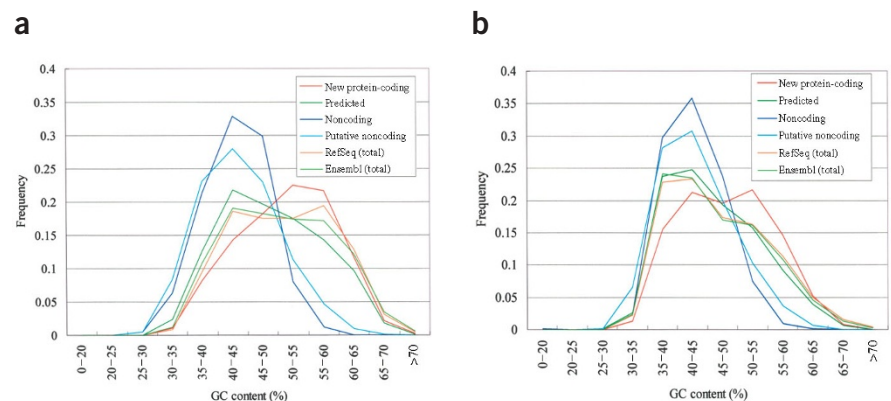 a
0.4
0.35
0.3
0.25
0.2
0.15
0.1
0.05
0
Frequency
New protein-coding
Predicted
Noncoding
Putative noncoding
RefSeq (total)
Ensembl (total)
0–20
20–25
25–30
30–35
35–40
40–45
45–50
50–55
55–60
60–65
65–70
>70
GC content (%)
b
0.4
0.35
0.3
0.25
0.2
0.15
0.1
0.05
0
Frequency
New protein-coding
Predicted
Noncoding
Putative noncoding
RefSeq (total)
Ensembl (total)
0–20
20–25
25–30
30–35
35–40
40–45
45–50
50–55
55–60
60–65
65–70
>70
GC content (%)